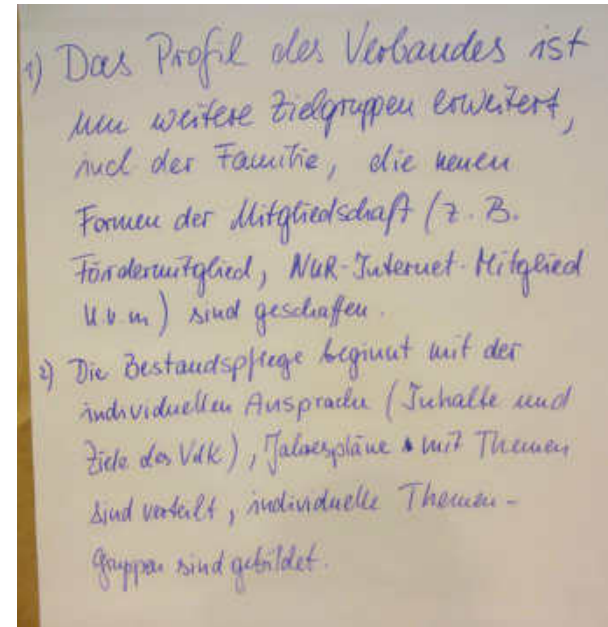 1) Das Profil des Verbandes ist
um weitere Zielgruppen erweitert,
incl. der Familie, die neuen
Formen der Mitgliedschaft (z. B.
Fördermitglied, NUR-Internet-Mitglied
u.v.m) sind geschaffen.
2) Die Bestandspflege beginnt mit der
individuellen Ansprache (Inhalte und
Ziele des VdK), Jahrespläne mit Themen
sind verteilt, individuelle Themen-
gruppen sind gebildet.